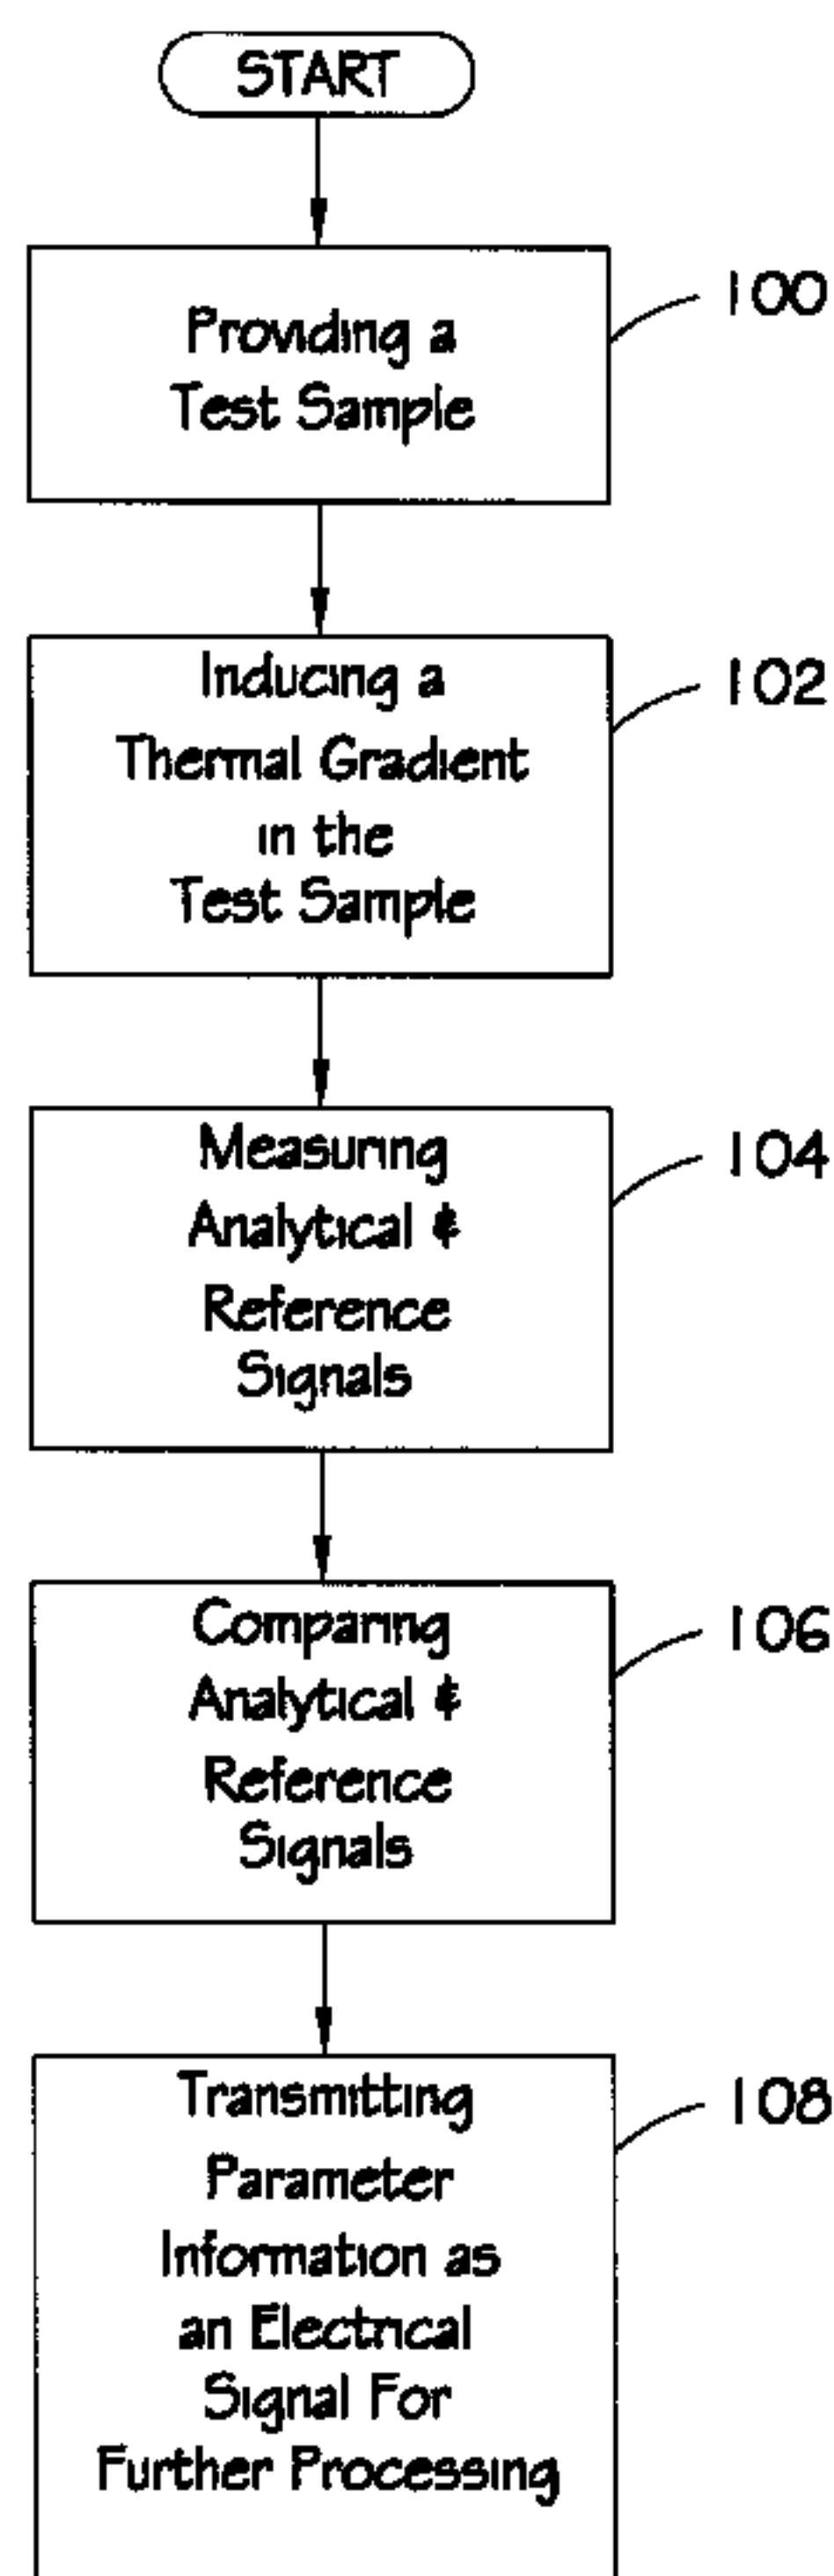 START
Providing a
Test Sample
100
Inducing a
Thermal Gradient
in the
Test Sample
102
Measuring
Analytical &
Reference
Signals
104
Comparing
Analytical &
Reference
Signals
106
Transmitting
Parameter
Information as
an Electrical
Signal For
Further Processing
108